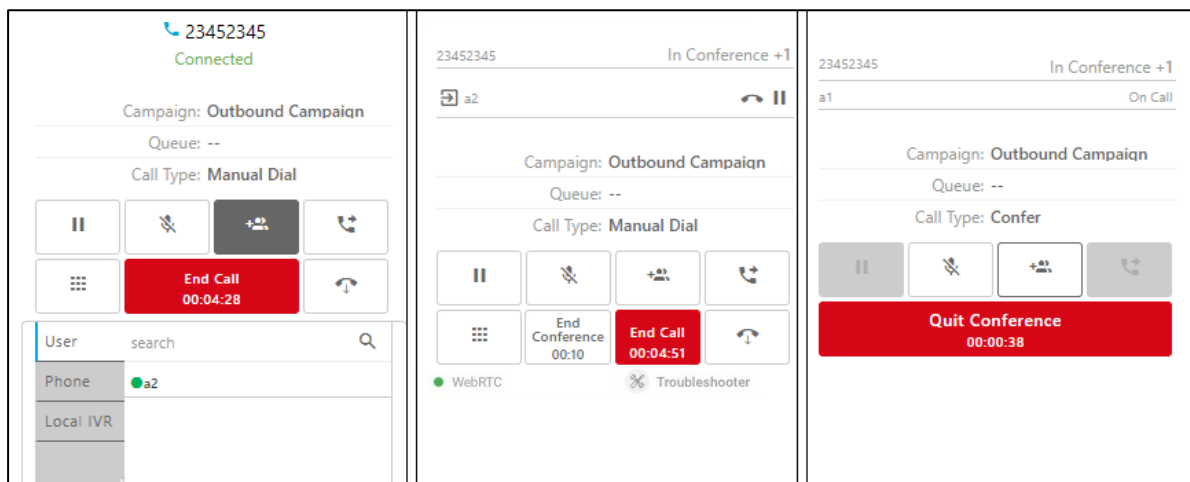 23452345
Connected
Campaign: Outbound Campaign
Queue: --
Call Type: Manual Dial
End Call
00:04:28
User
search
Phone
a2
Local IVR
23452345 In Conference +1
a2
Campaign: Outbound Campaign
Queue: --
Call Type: Manual Dial
End
Conference
00:10
End Call
00:04:51
WebRTC
Troubleshooter
23452345 In Conference +1
a1 On Call
Campaign: Outbound Campaign
Queue: --
Call Type: Confer
Quit Conference
00:00:38